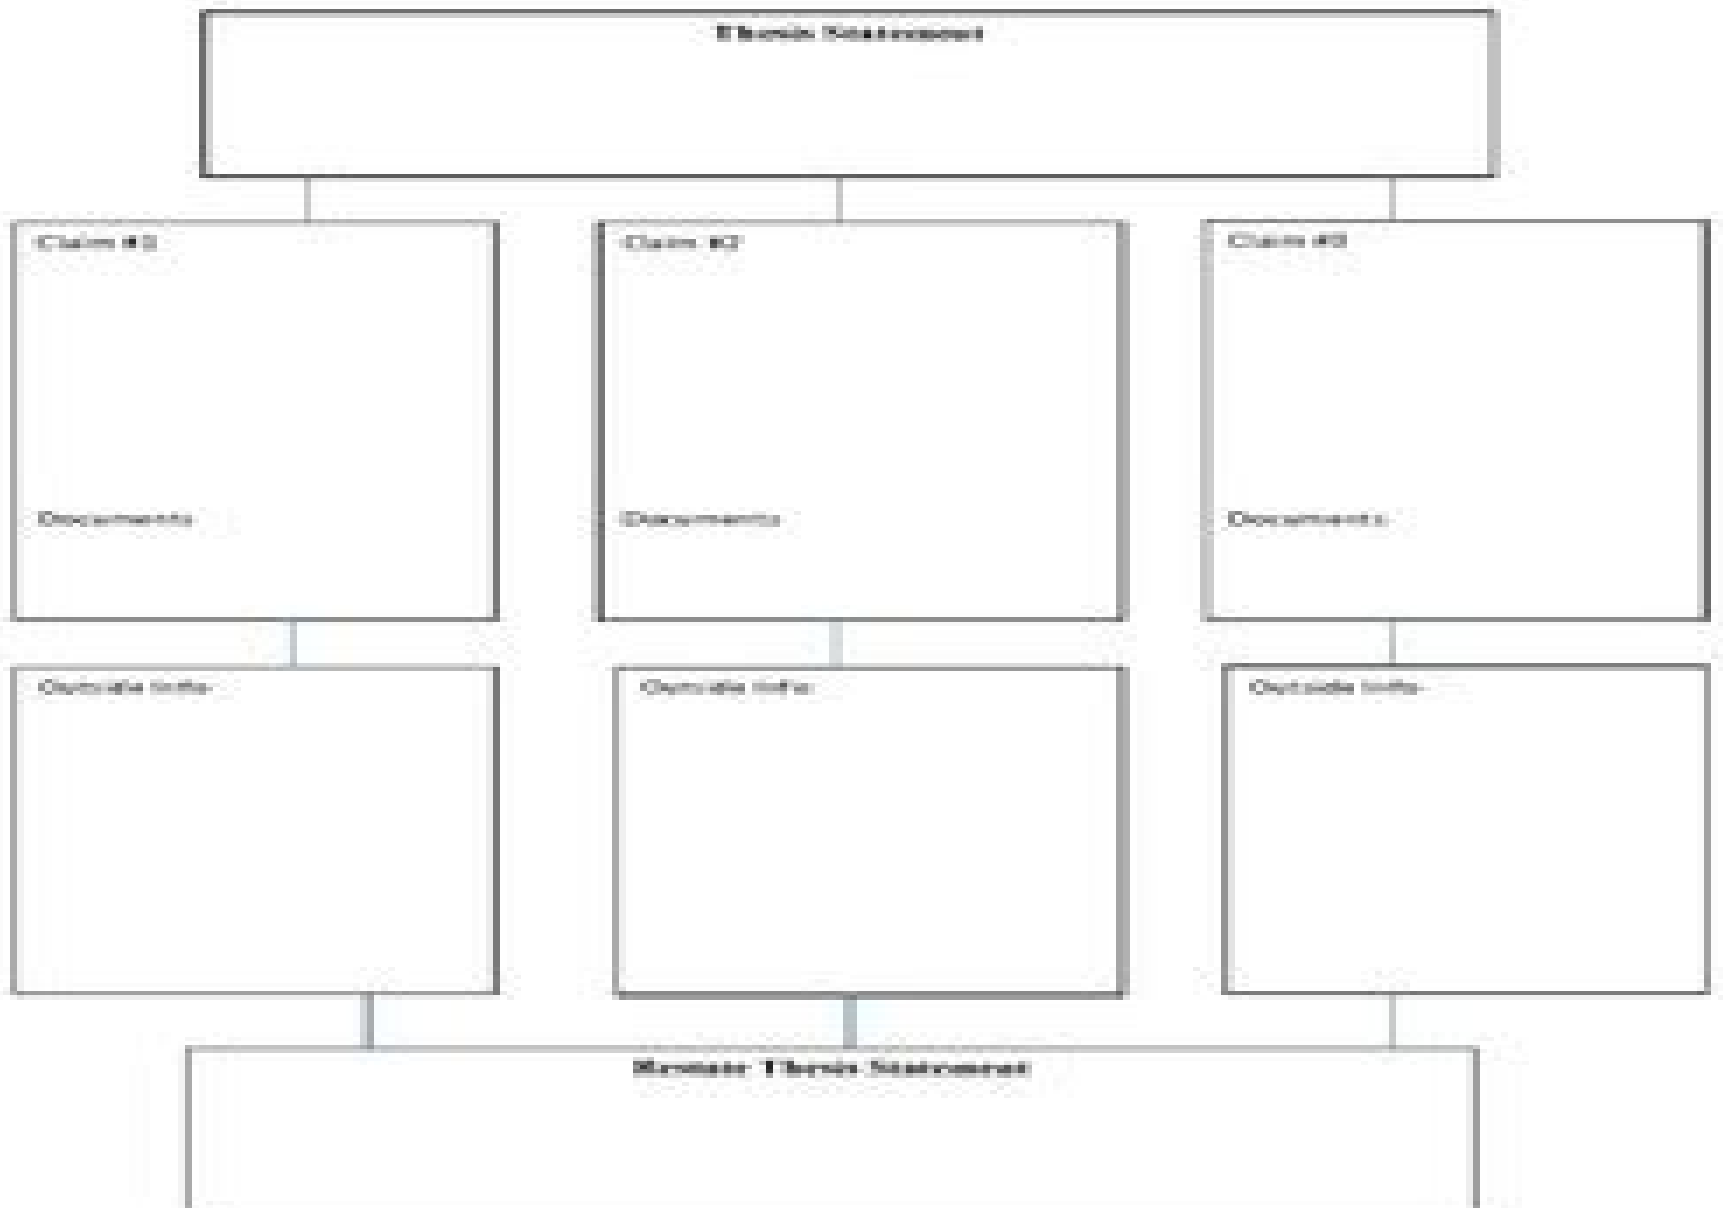 Thesis Statement
Claim #1
Claim #2
Claim #3
Documents
Documents
Documents
Outside Info
Outside Info
Outside Info
Restate Thesis Statement